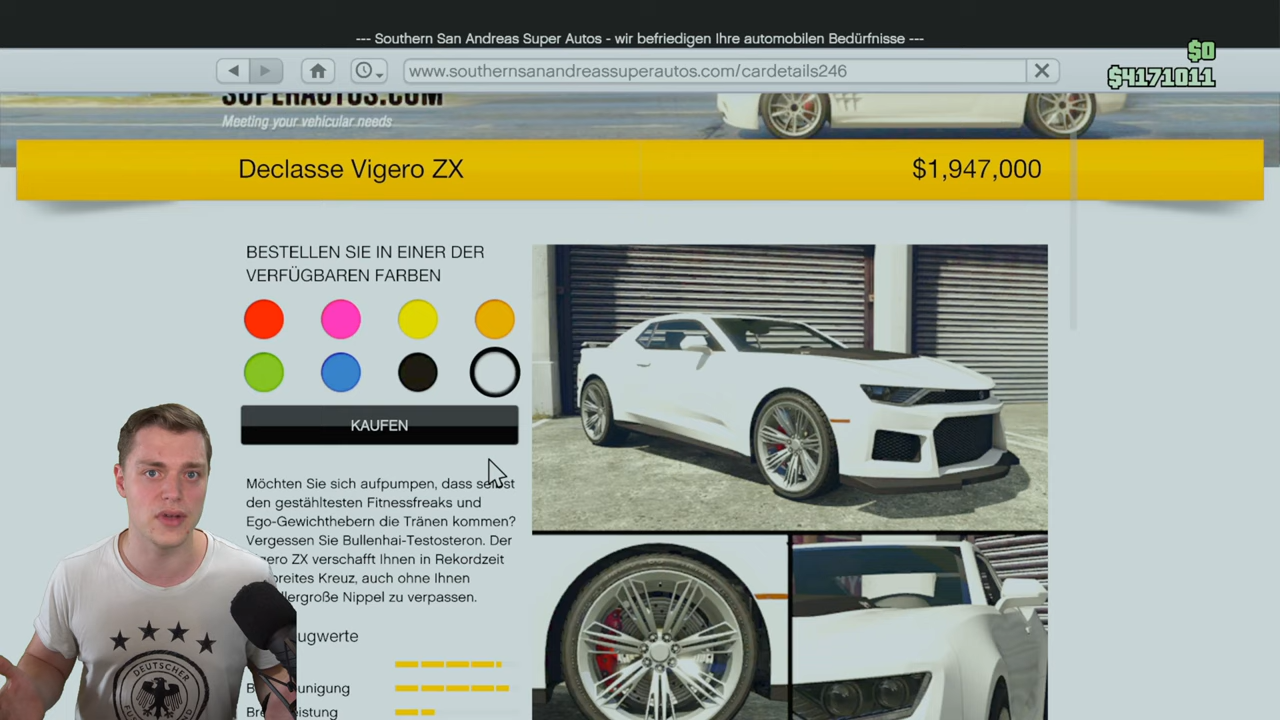 --- Southern San Andreas Super Autos - wir befriedigen Ihre automobilen Bedürfnisse ---
$0
www.southernsanandreassuperautos.com/cardetails246
$4171011
SUPERAUTOS.COM
Meeting your vehicular needs
Declasse Vigero ZX
$1,947,000
BESTELLEN SIE IN EINER DER
VERFÜGBAREN FARBEN
KAUFEN
Möchten Sie sich aufpumpen, dass selbst
den gestähltesten Fitnessfreaks und
Ego-Gewichthebern die Tränen kommen?
Vergessen Sie Bullenhai-Testosteron. Der
Vigero ZX verschafft Ihnen in Rekordzeit
breites Kreuz, auch ohne Ihnen
Nippel zu verpassen.
DEUTSCHER